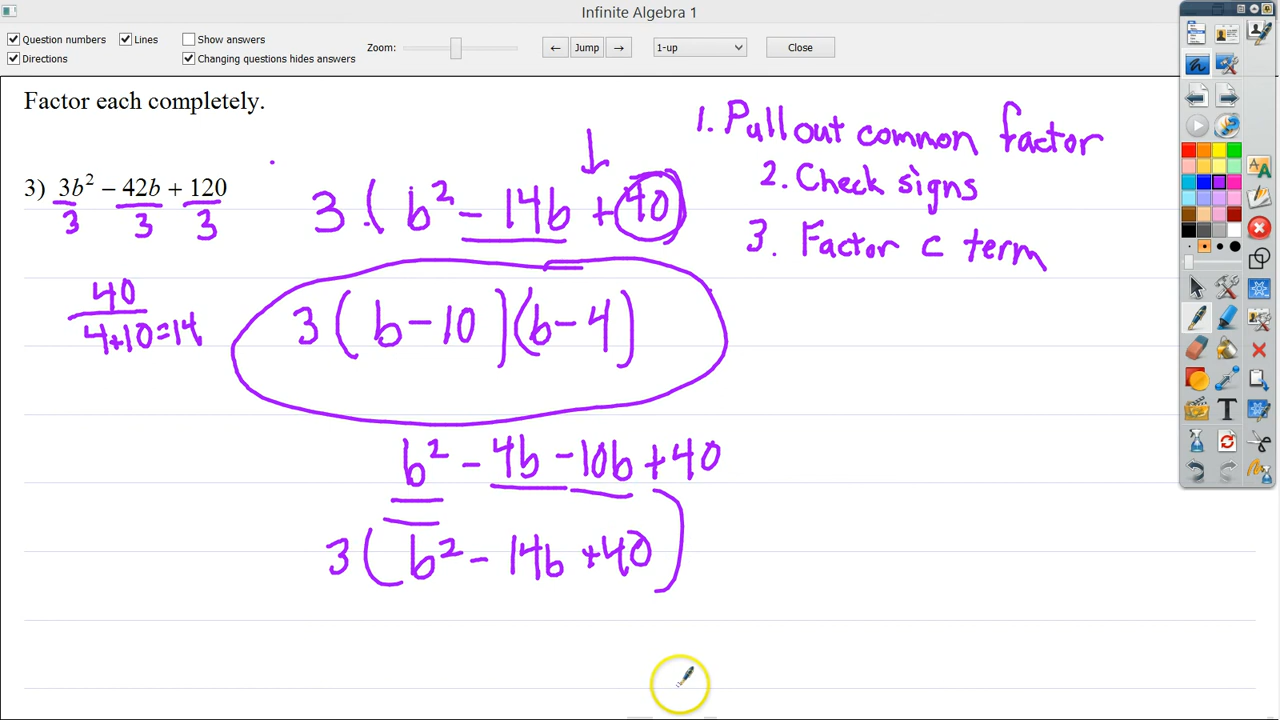 Infinite Algebra 1
Question numbers Lines Show answers
Directions Changing questions hides answers
Zoom: ← Jump → 1-up Close
Factor each completely.
1. Pull out common factor
2. Check signs
3. Factor c term
3) 3b² − 42b + 120
3 3 3
3 ( b² − 14b + 40)
40
4+10=14
3 ( b − 10 ) ( b − 4 )
b² − 4b − 10b + 40
3 ( b² − 14b + 40 )